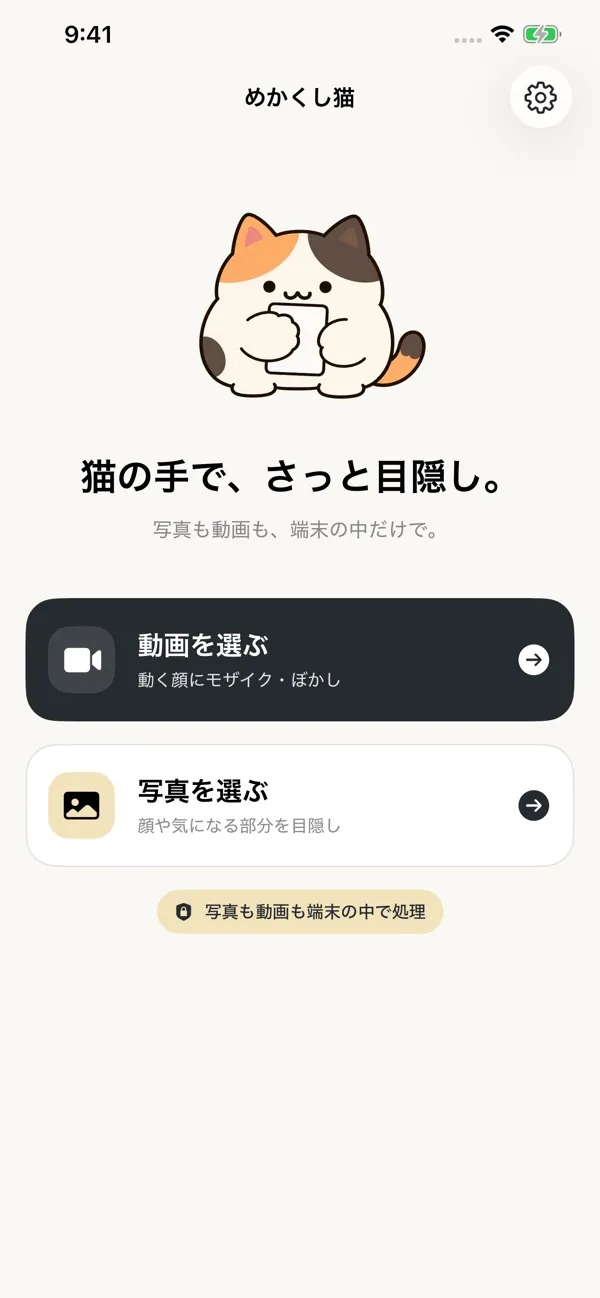 9:41
めかくし猫
猫の手で、さっと目隠し。
写真も動画も、端末の中だけで。
動画を選ぶ
動く顔にモザイク・ぼかし
写真を選ぶ
顔や気になる部分を目隠し
写真も動画も端末の中で処理